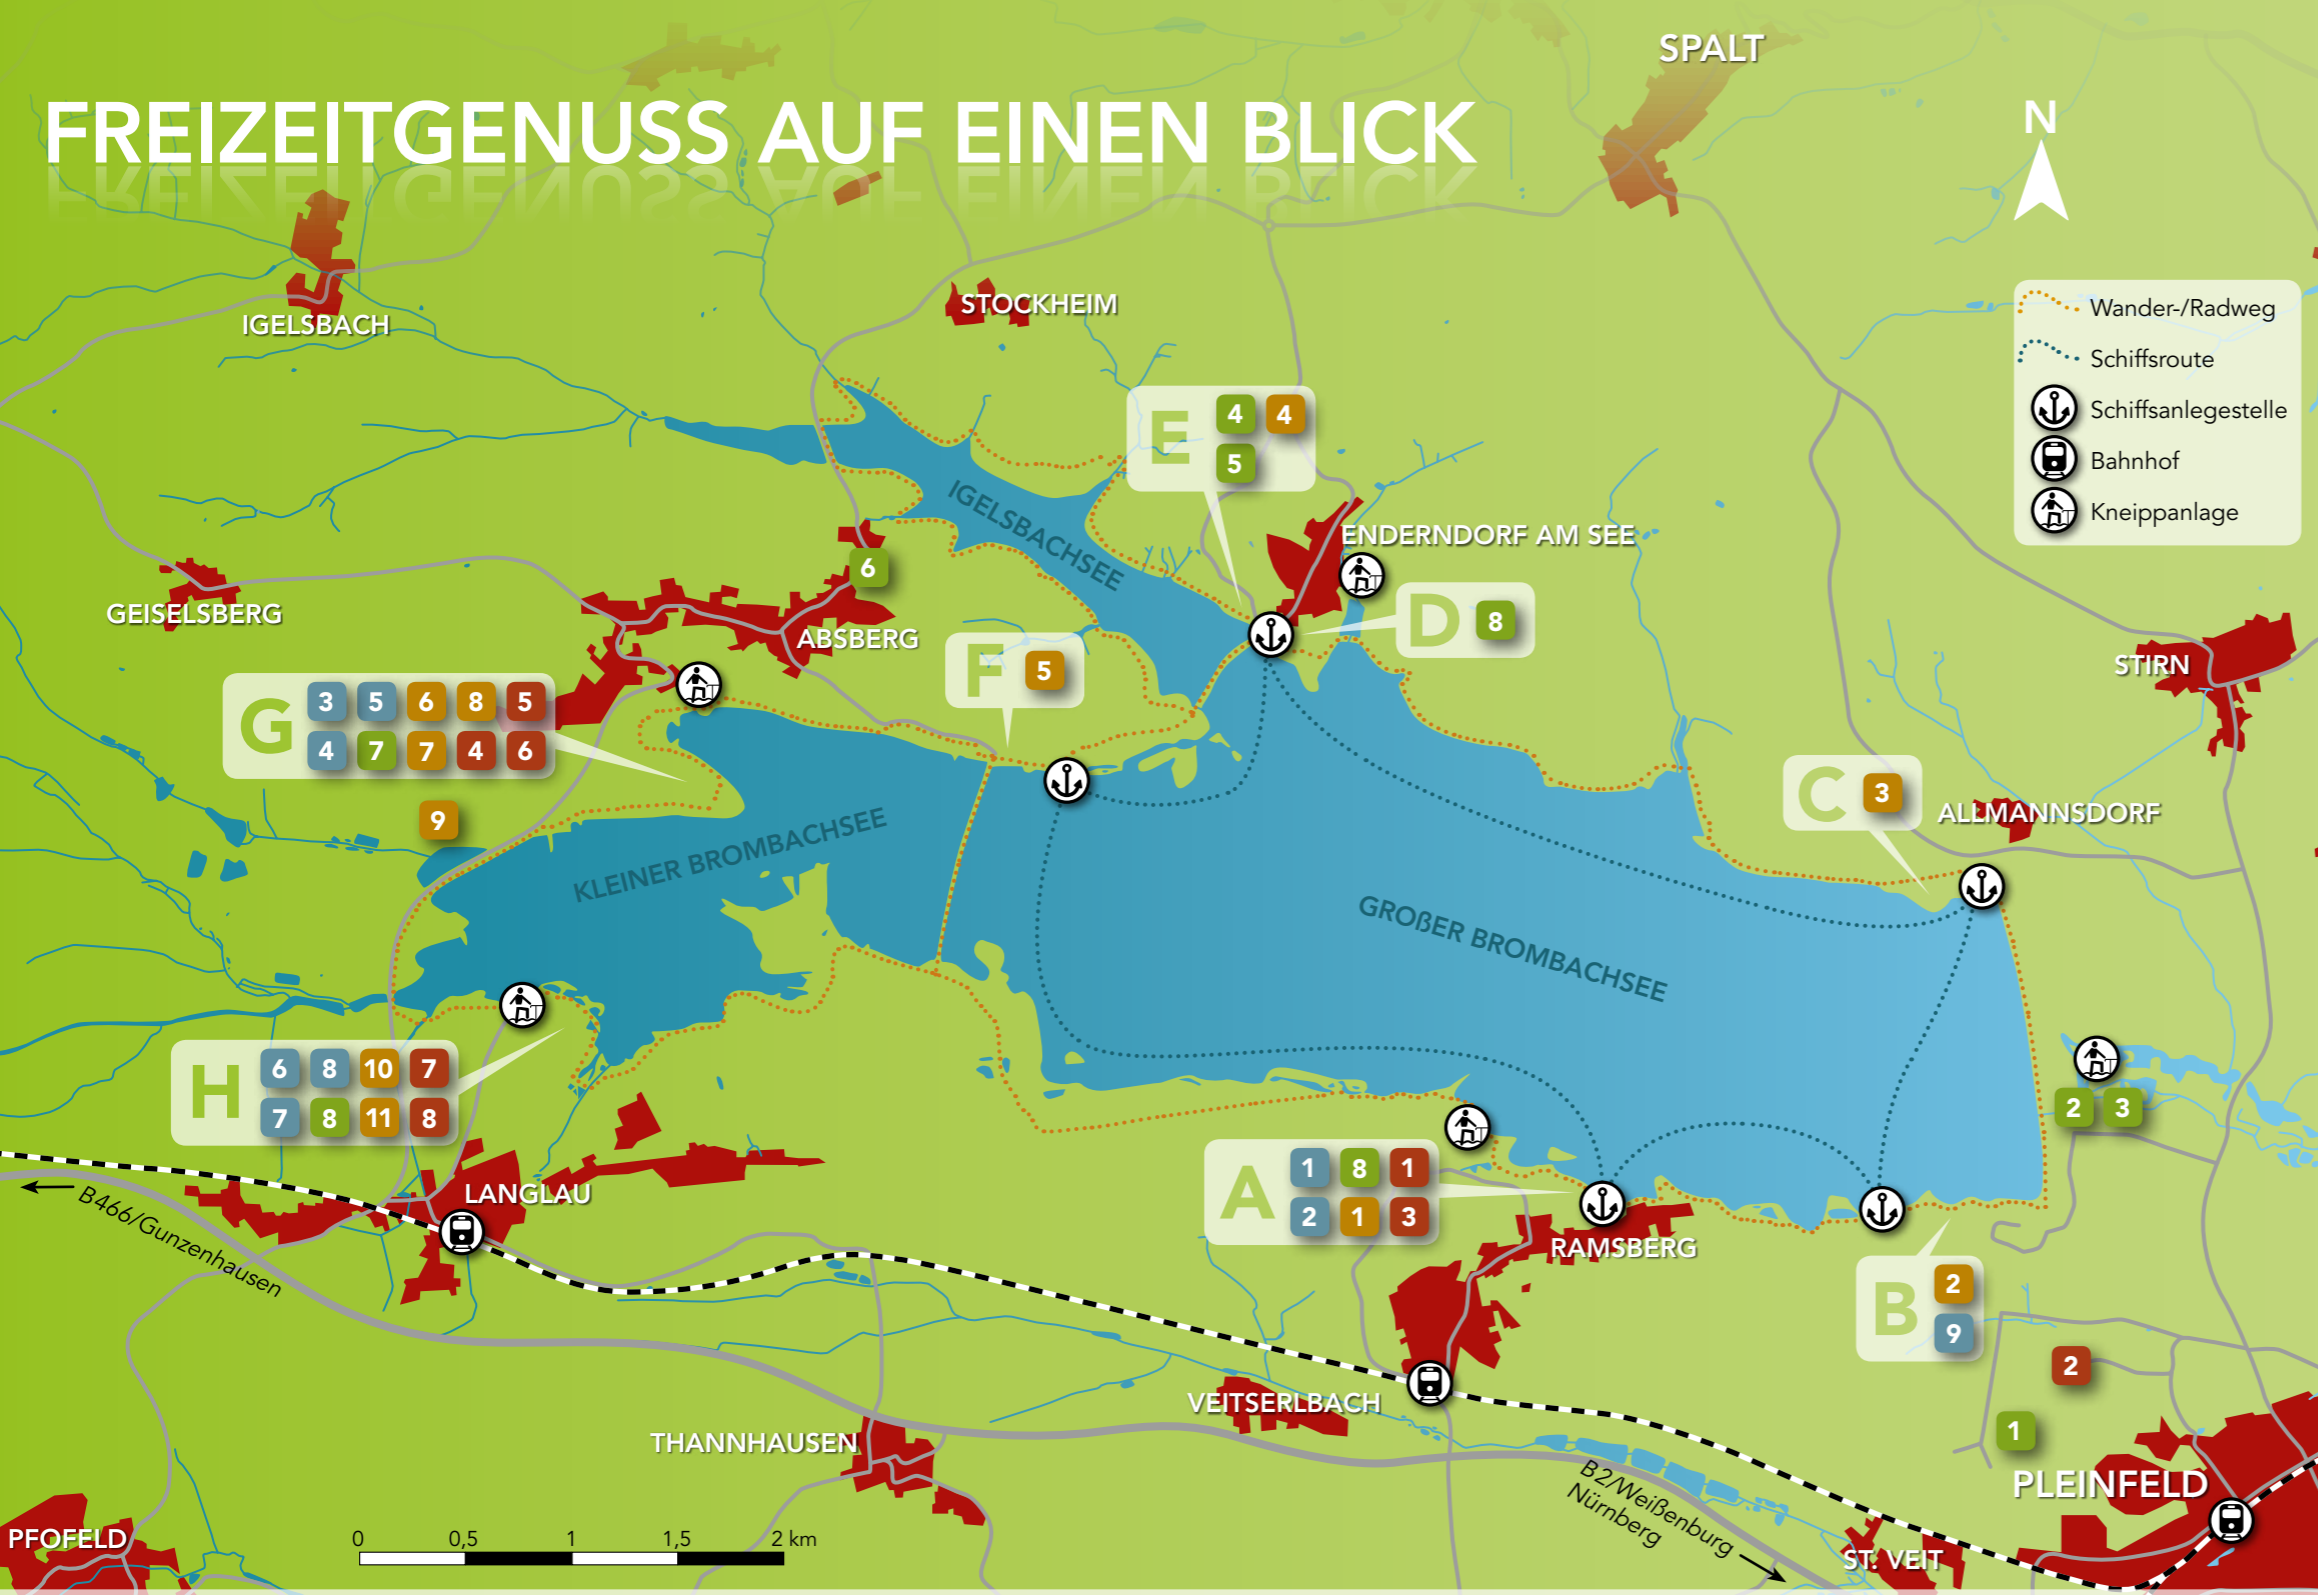 FREIZEITGENUSS AUF EINEN BLICK
SPALT
N
IGELSBACH
STOCKHEIM
Wander-/Radweg
Schiffsroute
Schiffsanlegestelle
Bahnhof
Kneippanlage
E 4 4
5
IGELSBACHSEE
ENDERNDORF AM SEE
6
GEISELSBERG
ABSBERG
D 8
F 5
STIRN
G 3 5 6 8 5
4 7 7 4 6
9
C 3
ALLMANNSDORF
KLEINER BROMBACHSEE
GROßER BROMBACHSEE
H 6 8 10 7
7 8 11 8
2 3
A 1 8 1
2 1 3
LANGLAU
B466/Gunzenhausen
RAMSBERG
B 2
9
2
1
VEITSERLBACH
THANNHAUSEN
B2/Weißenburg
Nürnberg
PLEINFELD
PFOFELD
0 0,5 1 1,5 2 km
ST. VEIT